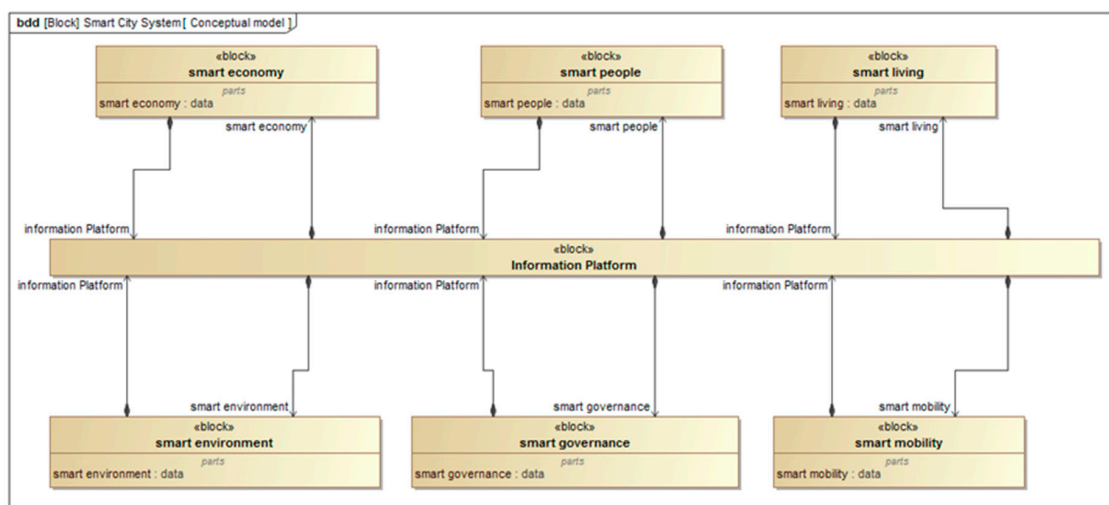 bdd [Block] Smart City System[ Conceptual model ]
«block»
smart economy
parts
smart economy : data
«block»
smart people
parts
smart people : data
«block»
smart living
parts
smart living : data
smart economy
smart people
smart living
information Platform
information Platform
information Platform
«block»
Information Platform
information Platform
information Platform
information Platform
smart environment
smart governance
smart mobility
«block»
smart environment
parts
smart environment : data
«block»
smart governance
parts
smart governance : data
«block»
smart mobility
parts
smart mobility : data